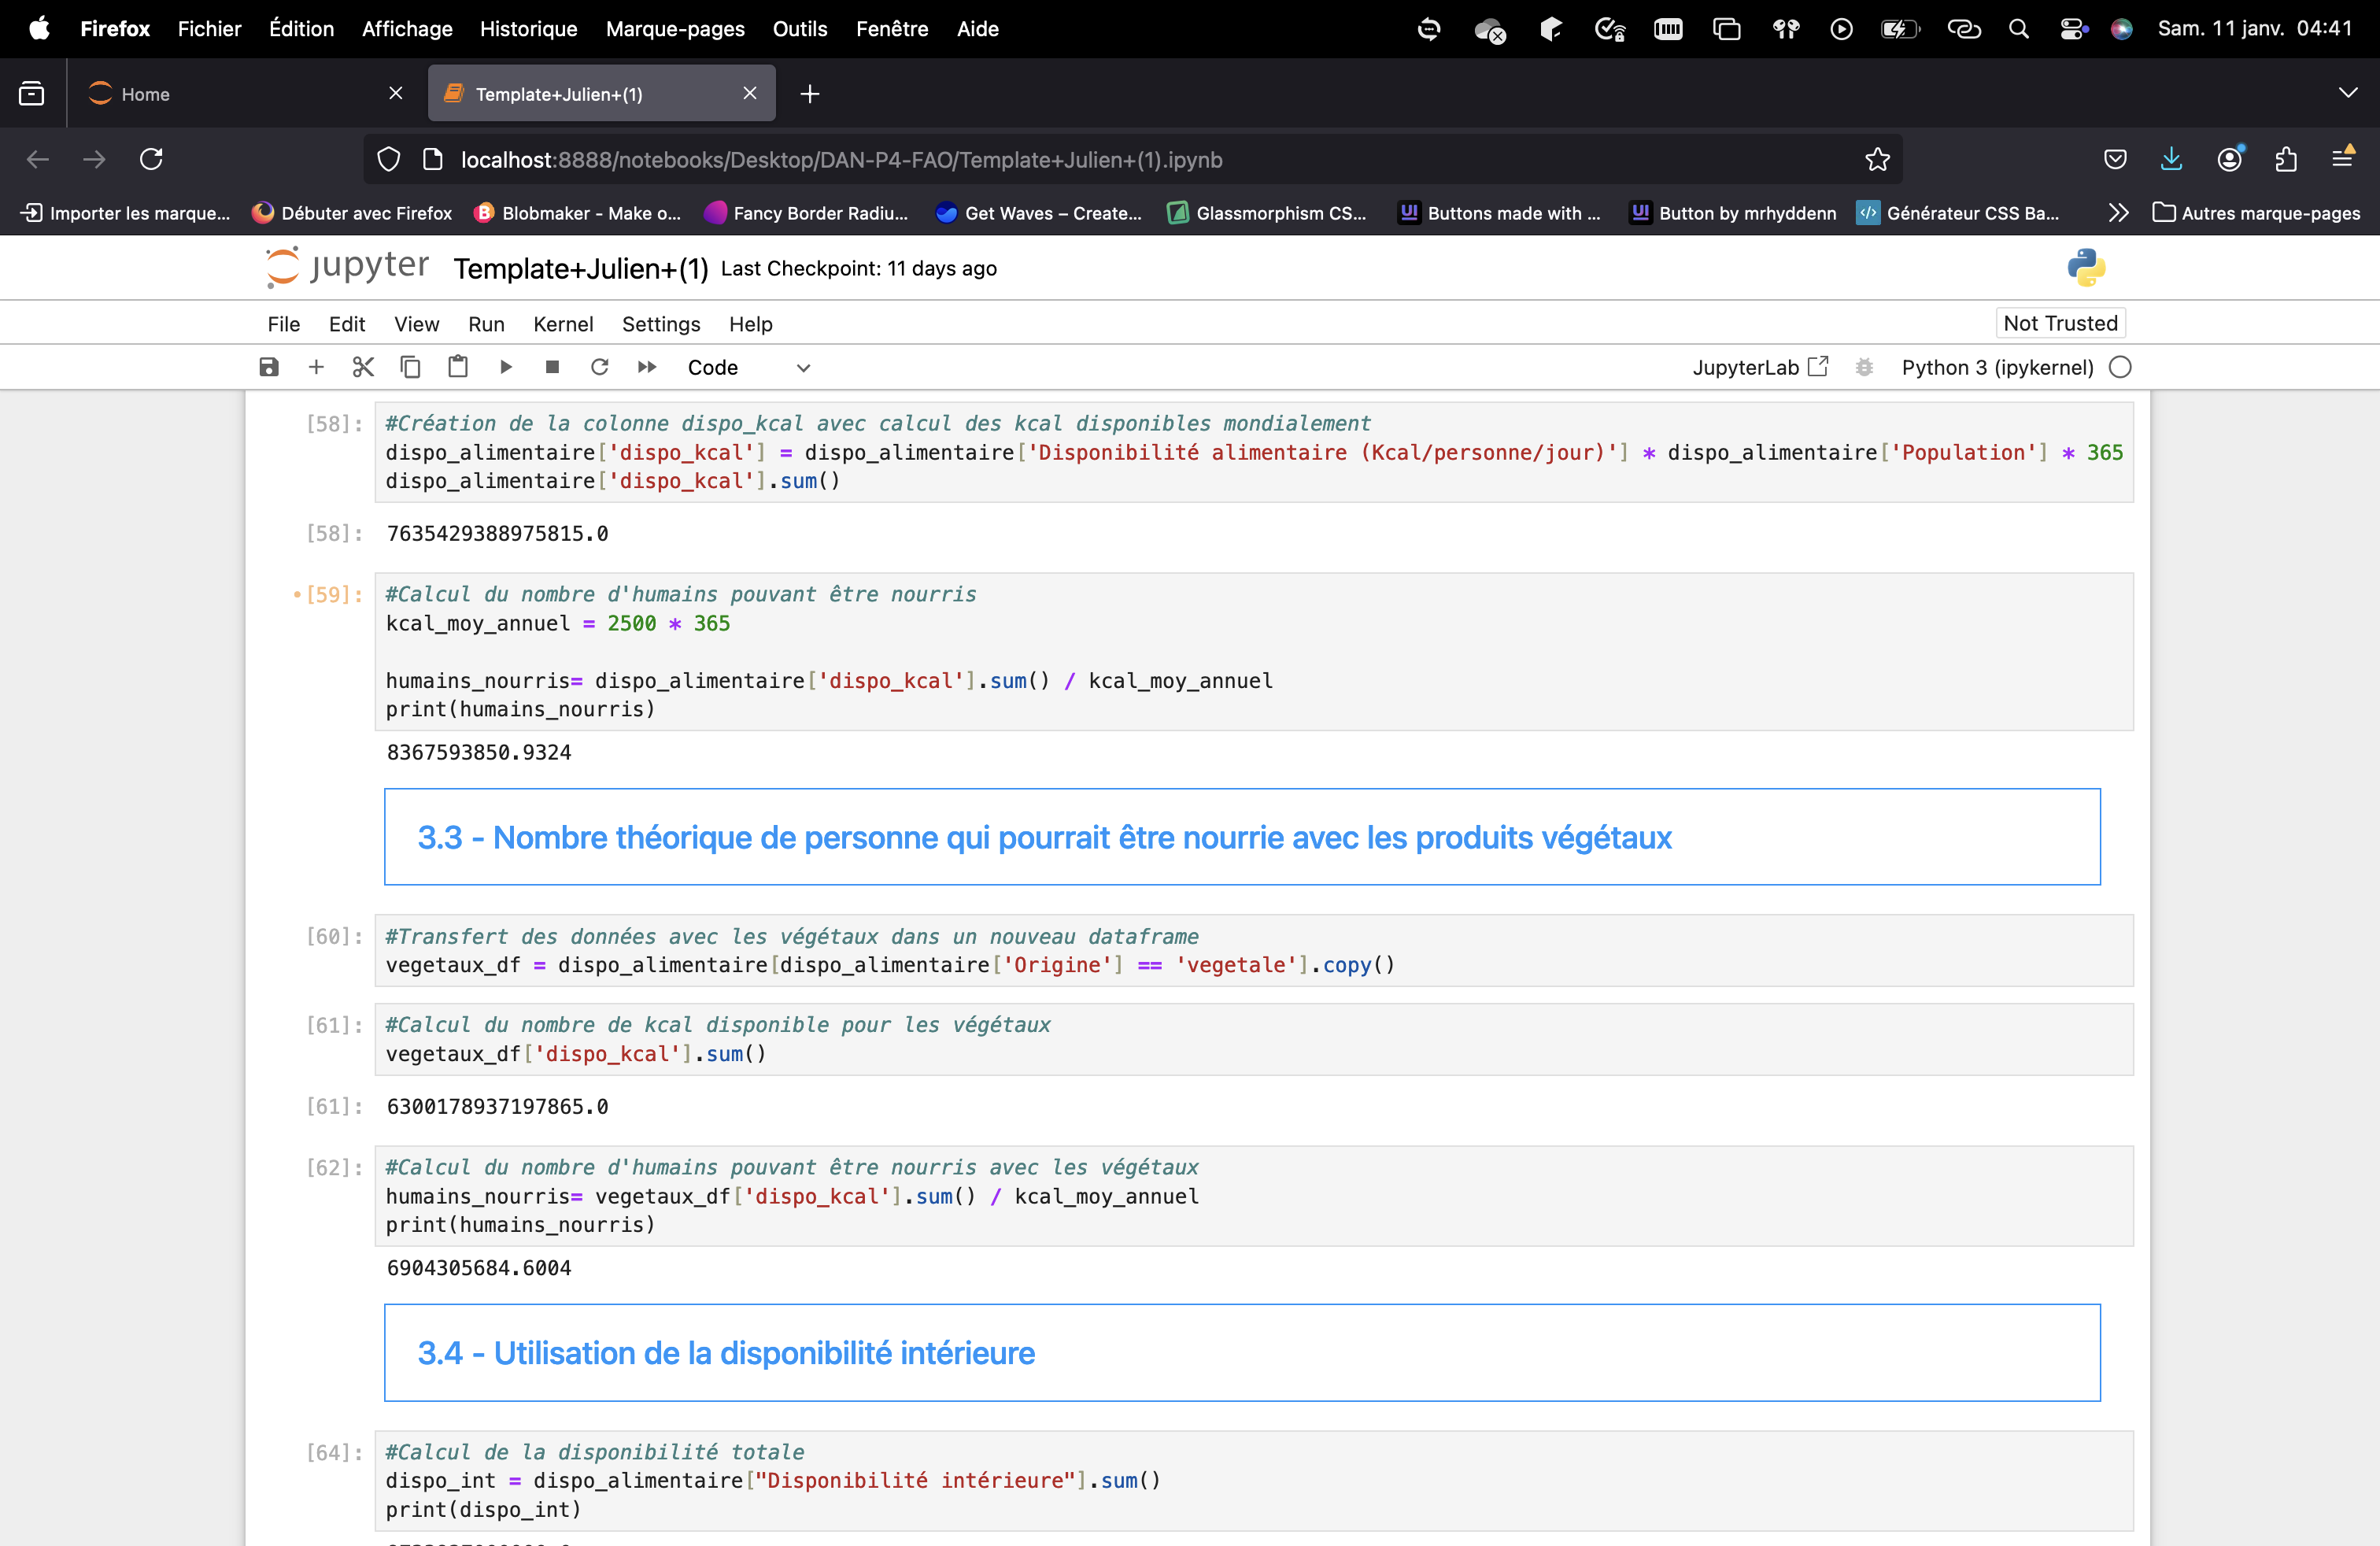 Firefox Fichier Édition Affichage Historique Marque-pages Outils Fenêtre Aide Sam. 11 janv. 04:41
Home Template+Julien+(1)
localhost:8888/notebooks/Desktop/DAN-P4-FAO/Template+Julien+(1).ipynb
Importer les marque... Débuter avec Firefox Blobmaker - Make o... Fancy Border Radiu... Get Waves – Create... Glassmorphism CS... Buttons made with ... Button by mrhyddenn Générateur CSS Ba... Autres marque-pages
jupyter Template+Julien+(1) Last Checkpoint: 11 days ago
File Edit View Run Kernel Settings Help Not Trusted
Code JupyterLab Python 3 (ipykernel)
[58]: #Création de la colonne dispo_kcal avec calcul des kcal disponibles mondialement
dispo_alimentaire['dispo_kcal'] = dispo_alimentaire['Disponibilité alimentaire (Kcal/personne/jour)'] * dispo_alimentaire['Population'] * 365
dispo_alimentaire['dispo_kcal'].sum()
[58]: 7635429388975815.0
[59]: #Calcul du nombre d'humains pouvant être nourris
kcal_moy_annuel = 2500 * 365
humains_nourris= dispo_alimentaire['dispo_kcal'].sum() / kcal_moy_annuel
print(humains_nourris)
8367593850.9324
3.3 - Nombre théorique de personne qui pourrait être nourrie avec les produits végétaux
[60]: #Transfert des données avec les végétaux dans un nouveau dataframe
vegetaux_df = dispo_alimentaire[dispo_alimentaire['Origine'] == 'vegetale'].copy()
[61]: #Calcul du nombre de kcal disponible pour les végétaux
vegetaux_df['dispo_kcal'].sum()
[61]: 6300178937197865.0
[62]: #Calcul du nombre d'humains pouvant être nourris avec les végétaux
humains_nourris= vegetaux_df['dispo_kcal'].sum() / kcal_moy_annuel
print(humains_nourris)
6904305684.6004
3.4 - Utilisation de la disponibilité intérieure
[64]: #Calcul de la disponibilité totale
dispo_int = dispo_alimentaire["Disponibilité intérieure"].sum()
print(dispo_int)